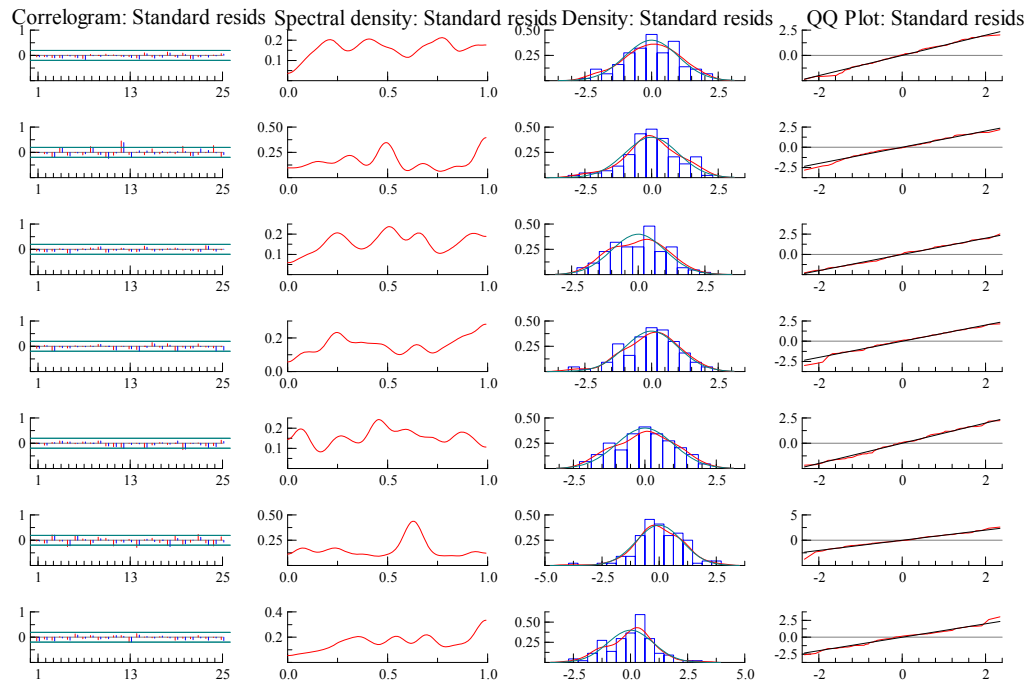 Correlogram: Standard resids Spectral density: Standard resids Density: Standard resids QQ Plot: Standard resids
1 0.2 0.50 2.5
0 0.1 0.25 0.0
1 13 25 0.0 0.5 1.0 -2.5 0.0 2.5 -2 0 2
1 0.50 0.50 2.5
0 0.25 0.25 0.0
-2.5
1 13 25 0.0 0.5 1.0 -2.5 0.0 2.5 -2 0 2
1 0.2 0.50 2.5
0 0.1 0.25 0.0
1 13 25 0.0 0.5 1.0 -2.5 0.0 2.5 -2 0 2
1 0.2 0.50 2.5
0 0.25 0.0
0.0 -2.5
1 13 25 0.0 0.5 1.0 -2.5 0.0 2.5 -2 0 2
1 0.2 0.50 2.5
0 0.1 0.25 0.0
1 13 25 0.0 0.5 1.0 -2.5 0.0 2.5 -2 0 2
1 0.50 0.50 5
0 0.25 0.25 0
1 13 25 0.0 0.5 1.0 -5.0 -2.5 0.0 2.5 -2 0 2
1 0.4 0.50 2.5
0 0.2 0.25 0.0
-2.5
1 13 25 0.0 0.5 1.0 -2.5 0.0 2.5 5.0 -2 0 2